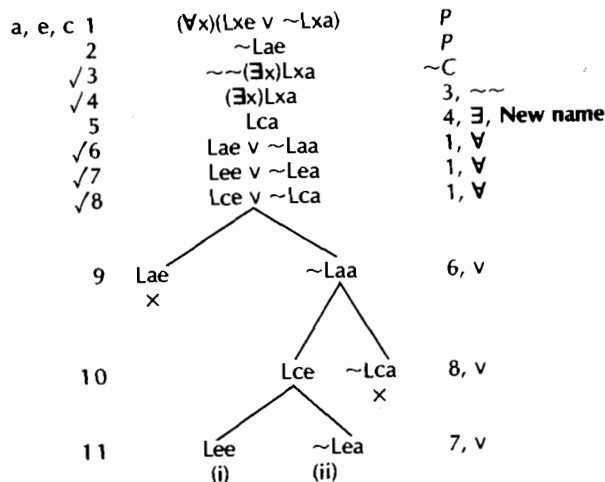 a, e, c 1 (∀x)(Lxe v ~Lxa) P
2 ~Lae P
√3 ~~(∃x)Lxa ~C
√4 (∃x)Lxa 3, ~~
5 Lca 4, ∃, New name
√6 Lae v ~Laa 1, ∀
√7 Lee v ~Lea 1, ∀
√8 Lce v ~Lca 1, ∀
9 Lae ~Laa 6, v
×
10 Lce ~Lca 8, v
×
11 Lee ~Lea 7, v
(i) (ii)